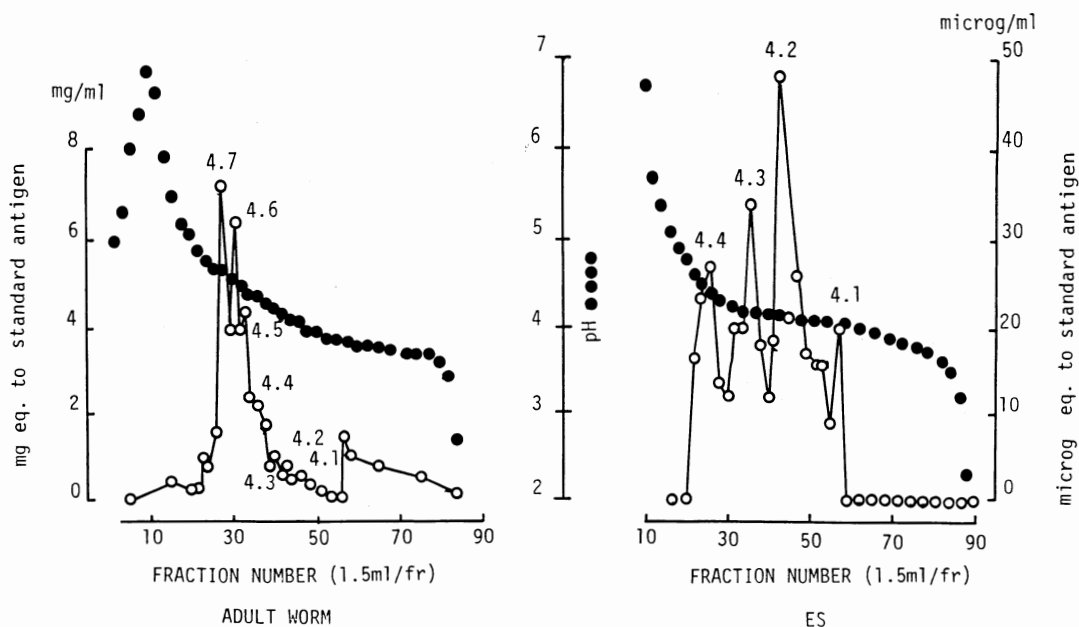 mg/ml
mg eq. to standard antigen
8
6
4
2
0
4.7
4.6
4.5
4.4
4.3
4.2
4.1
10 30 50 70 90
FRACTION NUMBER (1.5ml/fr)
ADULT WORM
7
6
5
4
3
2
pH
microg/ml
50
40
30
20
10
0
microg eq. to standard antigen
4.4
4.3
4.2
4.1
10 30 50 70 90
FRACTION NUMBER (1.5ml/fr)
ES